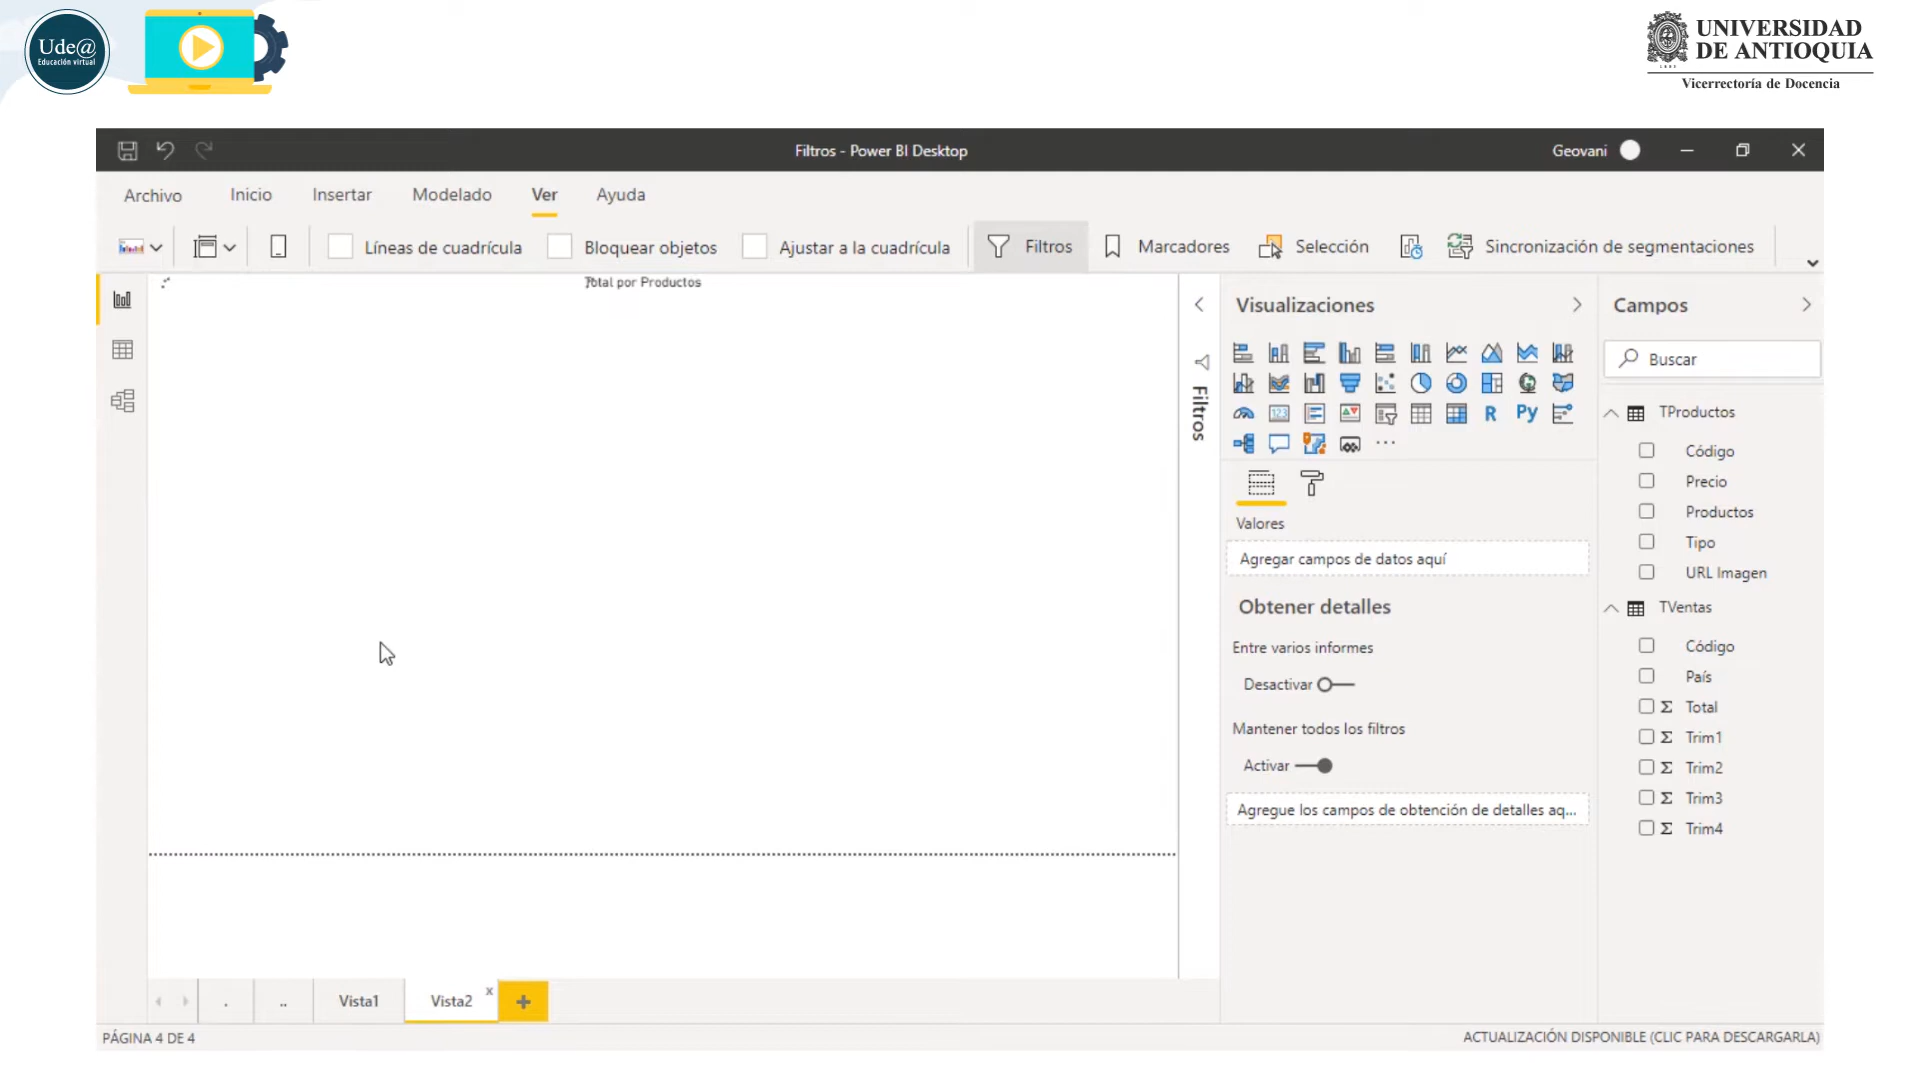 Ude@
Educación virtual
UNIVERSIDAD
DE ANTIOQUIA
1803
Vicerrectoría de Docencia
Filtros - Power BI Desktop
Geovani
Archivo
Inicio
Insertar
Modelado
Ver
Ayuda
Líneas de cuadrícula
Bloquear objetos
Ajustar a la cuadrícula
Filtros
Marcadores
Selección
Sincronización de segmentaciones
Total por Productos
Filtros
Visualizaciones
123
R
Py
...
Valores
Agregar campos de datos aquí
Obtener detalles
Entre varios informes
Desactivar
Mantener todos los filtros
Activar
Agregue los campos de obtención de detalles aq...
Campos
Buscar
TProductos
Código
Precio
Productos
Tipo
URL Imagen
TVentas
Código
País
Σ Total
Σ Trim1
Σ Trim2
Σ Trim3
Σ Trim4
.
..
Vista1
Vista2 x
+
PÁGINA 4 DE 4
ACTUALIZACIÓN DISPONIBLE (CLIC PARA DESCARGARLA)